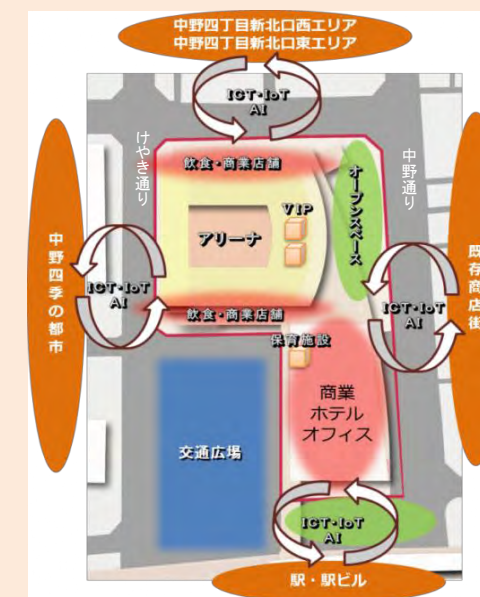 中野四丁目新北口西エリア
中野四丁目新北口東エリア
ICT・IoT
AI
けやき通り
飲食・商業店舗
オープンスペース
中野通り
VIP
アリーナ
中野四季の都市
ICT・IoT
AI
ICT・IoT
AI
既存商店街
飲食・商業店舗
保育施設
商業
ホテル
オフィス
交通広場
ICT・IoT
AI
駅・駅ビル